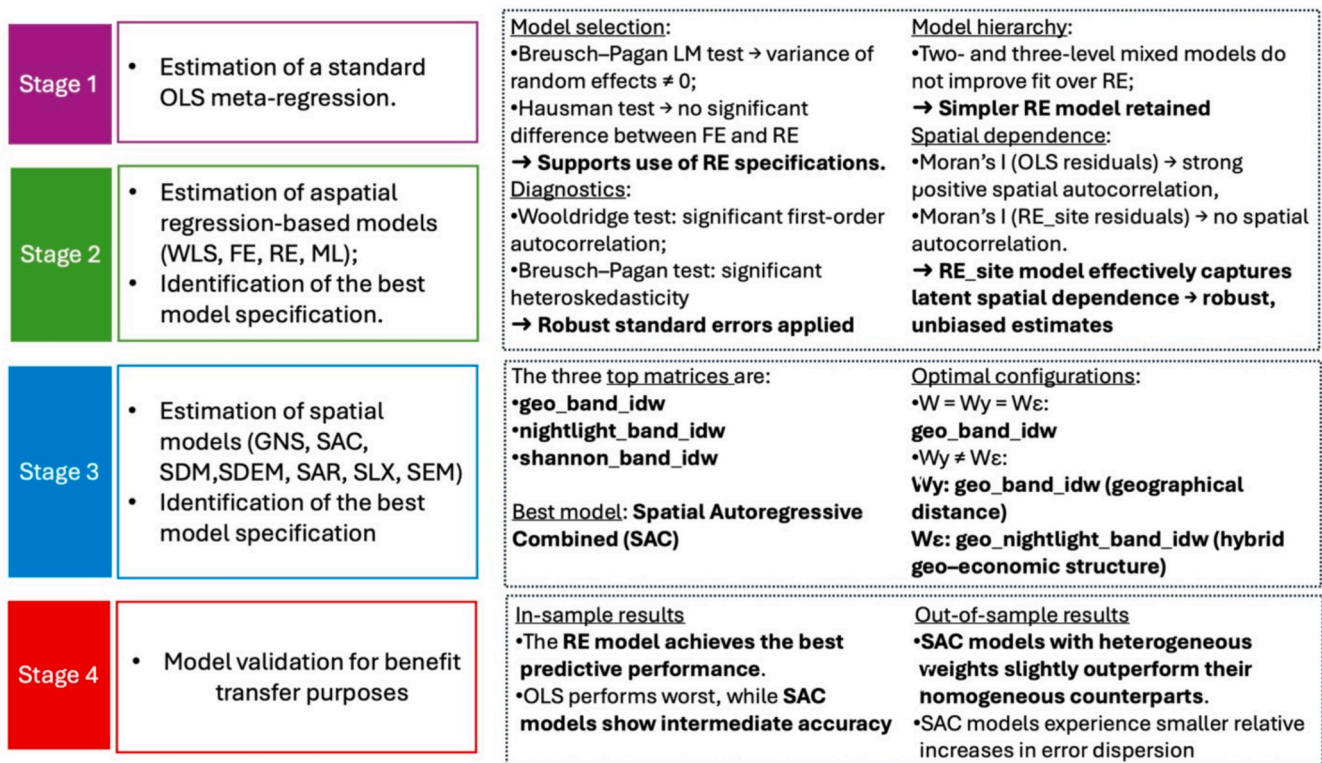 Stage 1
• Estimation of a standard
OLS meta-regression.
Model selection:
•Breusch–Pagan LM test → variance of
random effects ≠ 0;
•Hausman test → no significant
difference between FE and RE
→ Supports use of RE specifications.
Diagnostics:
•Wooldridge test: significant first-order
autocorrelation;
•Breusch–Pagan test: significant
heteroskedasticity
→ Robust standard errors applied
Model hierarchy:
•Two- and three-level mixed models do
not improve fit over RE;
→ Simpler RE model retained
Spatial dependence:
•Moran's I (OLS residuals) → strong
positive spatial autocorrelation,
•Moran's I (RE_site residuals) → no spatial
autocorrelation.
→ RE_site model effectively captures
latent spatial dependence → robust,
unbiased estimates
Stage 2
• Estimation of aspatial
regression-based models
(WLS, FE, RE, ML);
• Identification of the best
model specification.
Stage 3
• Estimation of spatial
models (GNS, SAC,
SDM,SDEM, SAR, SLX, SEM)
• Identification of the best
model specification
The three top matrices are:
•geo_band_idw
•nightlight_band_idw
•shannon_band_idw
Best model: Spatial Autoregressive
Combined (SAC)
Optimal configurations:
•W = Wy = Wε:
geo_band_idw
•Wy ≠ Wε:
Wy: geo_band_idw (geographical
distance)
Wε: geo_nightlight_band_idw (hybrid
geo–economic structure)
Stage 4
• Model validation for benefit
transfer purposes
In-sample results
•The RE model achieves the best
predictive performance.
•OLS performs worst, while SAC
models show intermediate accuracy
Out-of-sample results
•SAC models with heterogeneous
weights slightly outperform their
homogeneous counterparts.
•SAC models experience smaller relative
increases in error dispersion